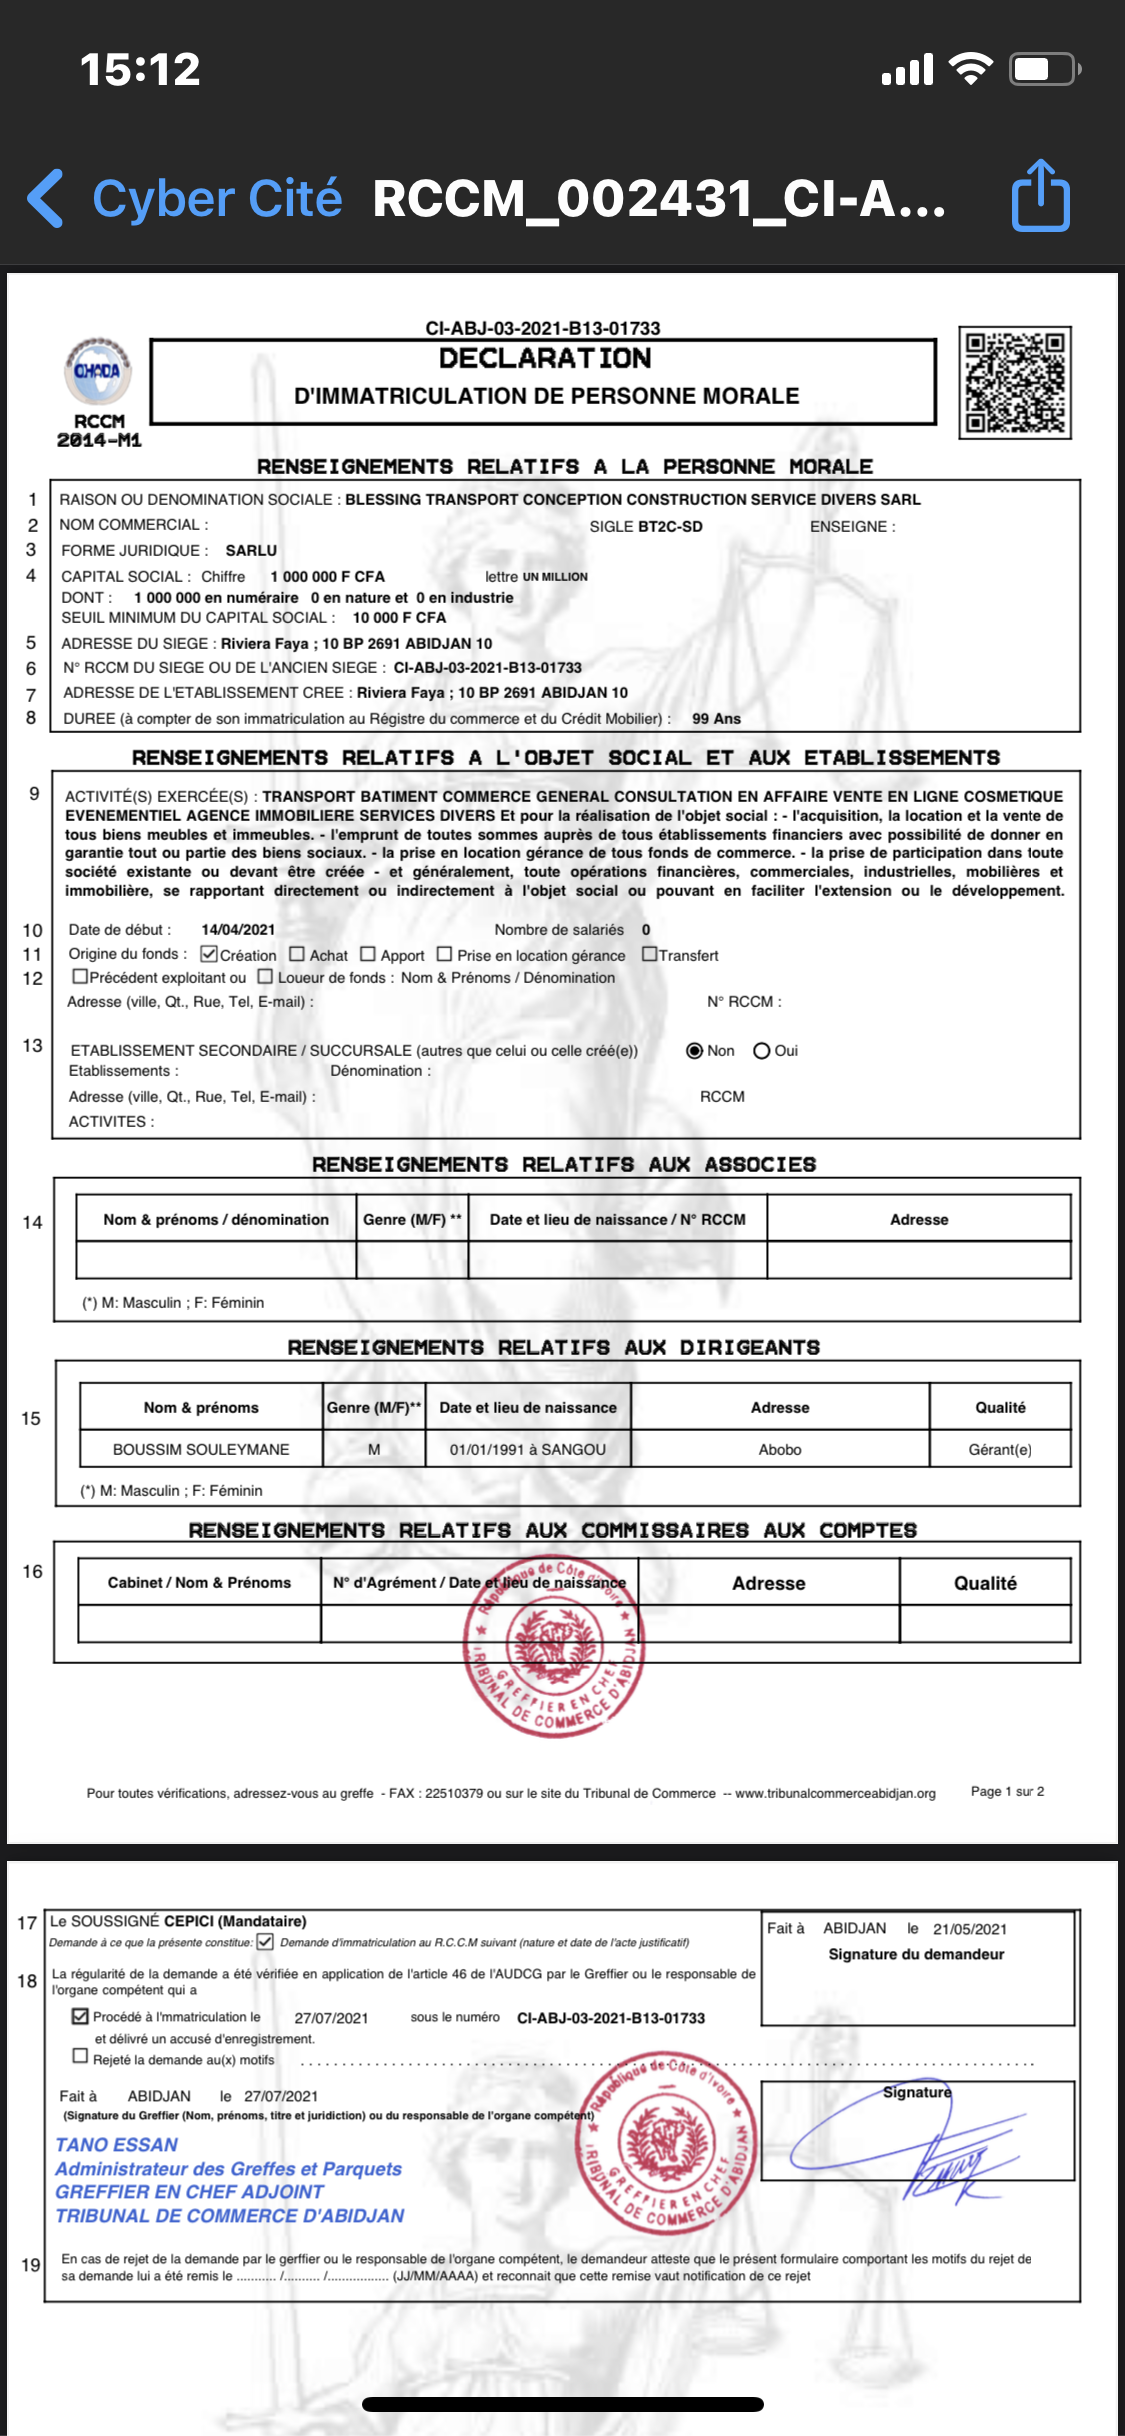 15:12
Cyber Cité RCCM_002431_CI-A...
CI-ABJ-03-2021-B13-01733
DECLARATION
D'IMMATRICULATION DE PERSONNE MORALE
OHADA
RCCM
2014-M1
RENSEIGNEMENTS RELATIFS A LA PERSONNE MORALE
1 RAISON OU DENOMINATION SOCIALE : BLESSING TRANSPORT CONCEPTION CONSTRUCTION SERVICE DIVERS SARL
2 NOM COMMERCIAL : SIGLE BT2C-SD ENSEIGNE :
3 FORME JURIDIQUE : SARLU
4 CAPITAL SOCIAL : Chiffre 1 000 000 F CFA lettre UN MILLION
DONT : 1 000 000 en numéraire 0 en nature et 0 en industrie
SEUIL MINIMUM DU CAPITAL SOCIAL : 10 000 F CFA
5 ADRESSE DU SIEGE : Riviera Faya ; 10 BP 2691 ABIDJAN 10
6 N° RCCM DU SIEGE OU DE L'ANCIEN SIEGE : CI-ABJ-03-2021-B13-01733
7 ADRESSE DE L'ETABLISSEMENT CREE : Riviera Faya ; 10 BP 2691 ABIDJAN 10
8 DUREE (à compter de son immatriculation au Régistre du commerce et du Crédit Mobilier) : 99 Ans
RENSEIGNEMENTS RELATIFS A L'OBJET SOCIAL ET AUX ETABLISSEMENTS
9 ACTIVITÉ(S) EXERCÉE(S) : TRANSPORT BATIMENT COMMERCE GENERAL CONSULTATION EN AFFAIRE VENTE EN LIGNE COSMETIQUE
EVENEMENTIEL AGENCE IMMOBILIERE SERVICES DIVERS Et pour la réalisation de l'objet social : - l'acquisition, la location et la vente de
tous biens meubles et immeubles. - l'emprunt de toutes sommes auprès de tous établissements financiers avec possibilité de donner en
garantie tout ou partie des biens sociaux. - la prise en location gérance de tous fonds de commerce. - la prise de participation dans toute
société existante ou devant être créée - et généralement, toute opérations financières, commerciales, industrielles, mobilières et
immobilière, se rapportant directement ou indirectement à l'objet social ou pouvant en faciliter l'extension ou le développement.
10 Date de début : 14/04/2021 Nombre de salariés 0
11 Origine du fonds : Création Achat Apport Prise en location gérance Transfert
12 Précédent exploitant ou Loueur de fonds : Nom & Prénoms / Dénomination
Adresse (ville, Qt., Rue, Tel, E-mail) : N° RCCM :
13 ETABLISSEMENT SECONDAIRE / SUCCURSALE (autres que celui ou celle créé(e)) Non Oui
Etablissements : Dénomination :
Adresse (ville, Qt., Rue, Tel, E-mail) : RCCM
ACTIVITES :
RENSEIGNEMENTS RELATIFS AUX ASSOCIES
14 Nom & prénoms / dénomination Genre (M/F) ** Date et lieu de naissance / N° RCCM Adresse
(*) M: Masculin ; F: Féminin
RENSEIGNEMENTS RELATIFS AUX DIRIGEANTS
15 Nom & prénoms Genre (M/F)** Date et lieu de naissance Adresse Qualité
BOUSSIM SOULEYMANE M 01/01/1991 à SANGOU Abobo Gérant(e)
(*) M: Masculin ; F: Féminin
RENSEIGNEMENTS RELATIFS AUX COMMISSAIRES AUX COMPTES
16 Cabinet / Nom & Prénoms N° d'Agrément / Date et lieu de naissance Adresse Qualité
République de Côte d'Ivoire
GREFFIER EN CHEF
TRIBUNAL DE COMMERCE D'ABIDJAN
Pour toutes vérifications, adressez-vous au greffe - FAX : 22510379 ou sur le site du Tribunal de Commerce -- www.tribunalcommerceabidjan.org Page 1 sur 2
17 Le SOUSSIGNÉ CEPICI (Mandataire)
Demande à ce que la présente constitue: Demande d'immatriculation au R.C.C.M suivant (nature et date de l'acte justificatif)
Fait à ABIDJAN le 21/05/2021
Signature du demandeur
18 La régularité de la demande a été vérifiée en application de l'article 46 de l'AUDCG par le Greffier ou le responsable de
l'organe compétent qui a
Procédé à l'mmatriculation le 27/07/2021 sous le numéro CI-ABJ-03-2021-B13-01733
et délivré un accusé d'enregistrement.
Rejeté la demande au(x) motifs
Fait à ABIDJAN le 27/07/2021
(Signature du Greffier (Nom, prénoms, titre et juridiction) ou du responsable de l'organe compétent)
Signature
TANO ESSAN
Administrateur des Greffes et Parquets
GREFFIER EN CHEF ADJOINT
TRIBUNAL DE COMMERCE D'ABIDJAN
République de Côte d'Ivoire
GREFFIER EN CHEF
TRIBUNAL DE COMMERCE D'ABIDJAN
19 En cas de rejet de la demande par le gerffier ou le responsable de l'organe compétent, le demandeur atteste que le présent formulaire comportant les motifs du rejet de
sa demande lui a été remis le .......... /.......... /................. (JJ/MM/AAAA) et reconnait que cette remise vaut notification de ce rejet